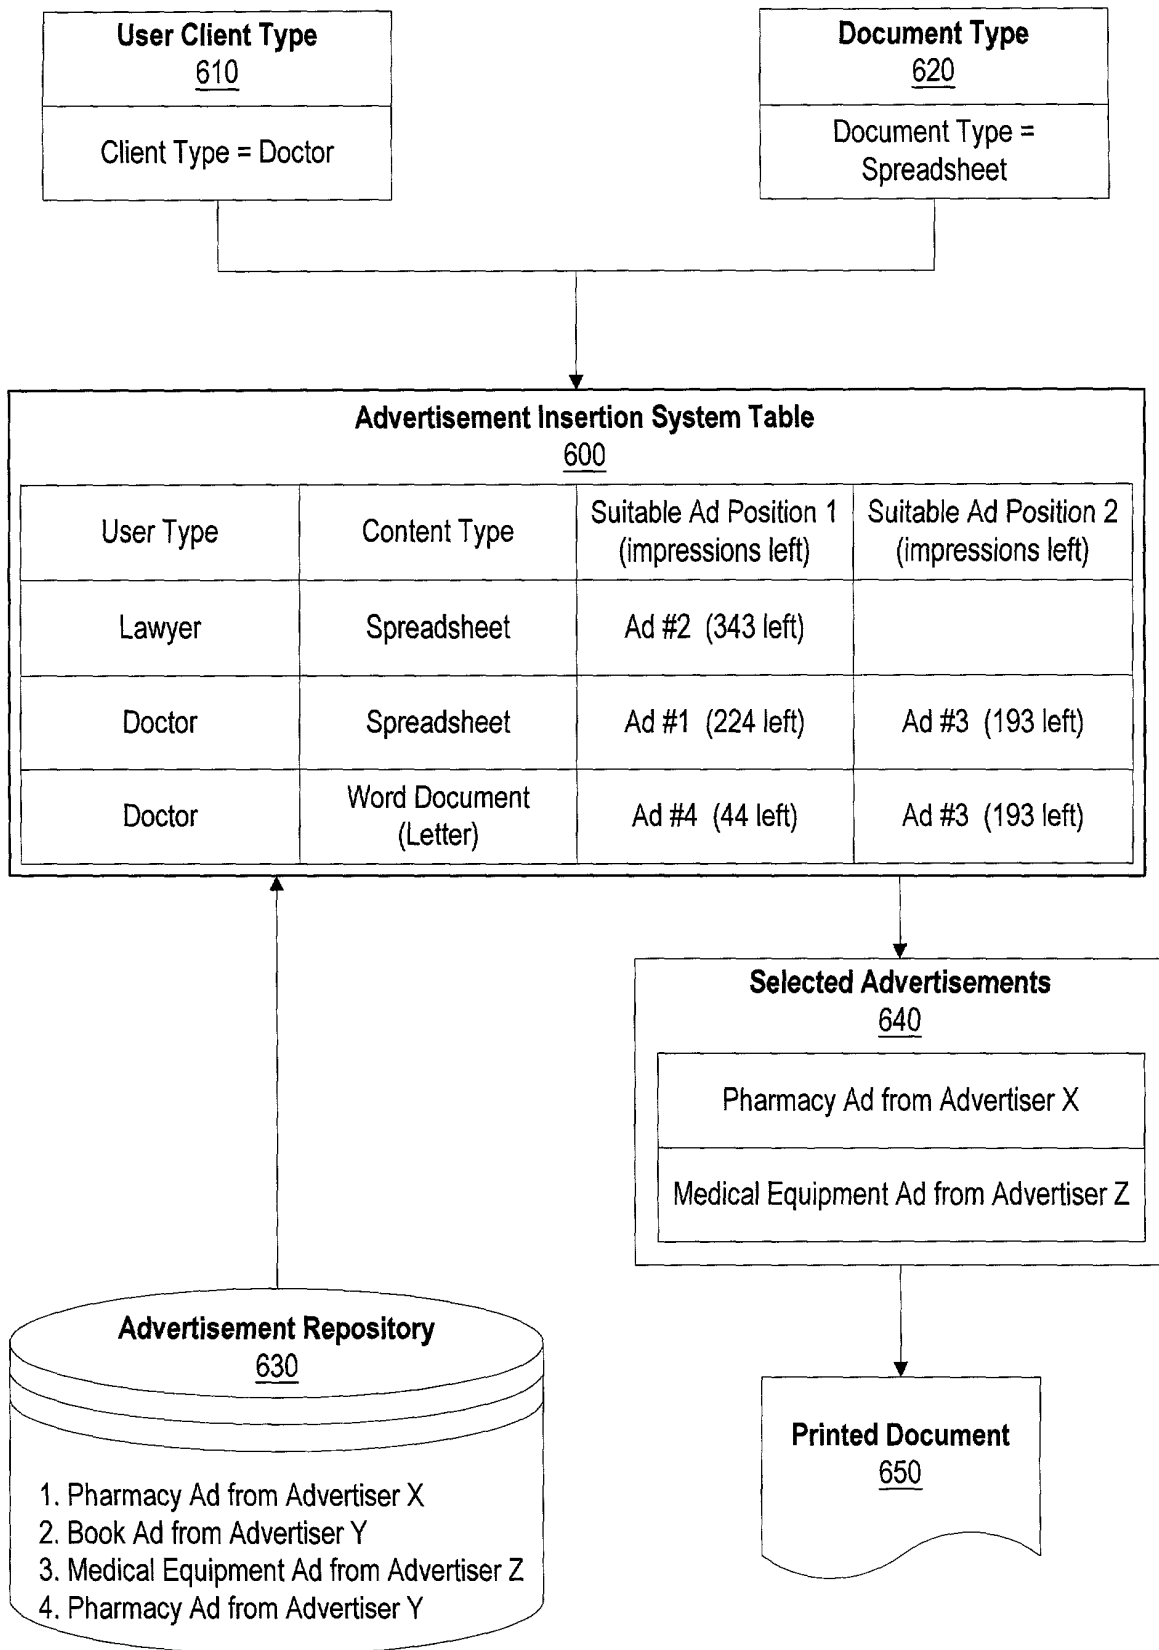 User Client Type
610
Client Type = Doctor
Document Type
620
Document Type =
Spreadsheet
Advertisement Insertion System Table
600
User Type
Content Type
Suitable Ad Position 1
(impressions left)
Suitable Ad Position 2
(impressions left)
Lawyer
Spreadsheet
Ad #2 (343 left)
Doctor
Spreadsheet
Ad #1 (224 left)
Ad #3 (193 left)
Doctor
Word Document
(Letter)
Ad #4 (44 left)
Ad #3 (193 left)
Selected Advertisements
640
Pharmacy Ad from Advertiser X
Medical Equipment Ad from Advertiser Z
Advertisement Repository
630
1. Pharmacy Ad from Advertiser X
2. Book Ad from Advertiser Y
3. Medical Equipment Ad from Advertiser Z
4. Pharmacy Ad from Advertiser Y
Printed Document
650